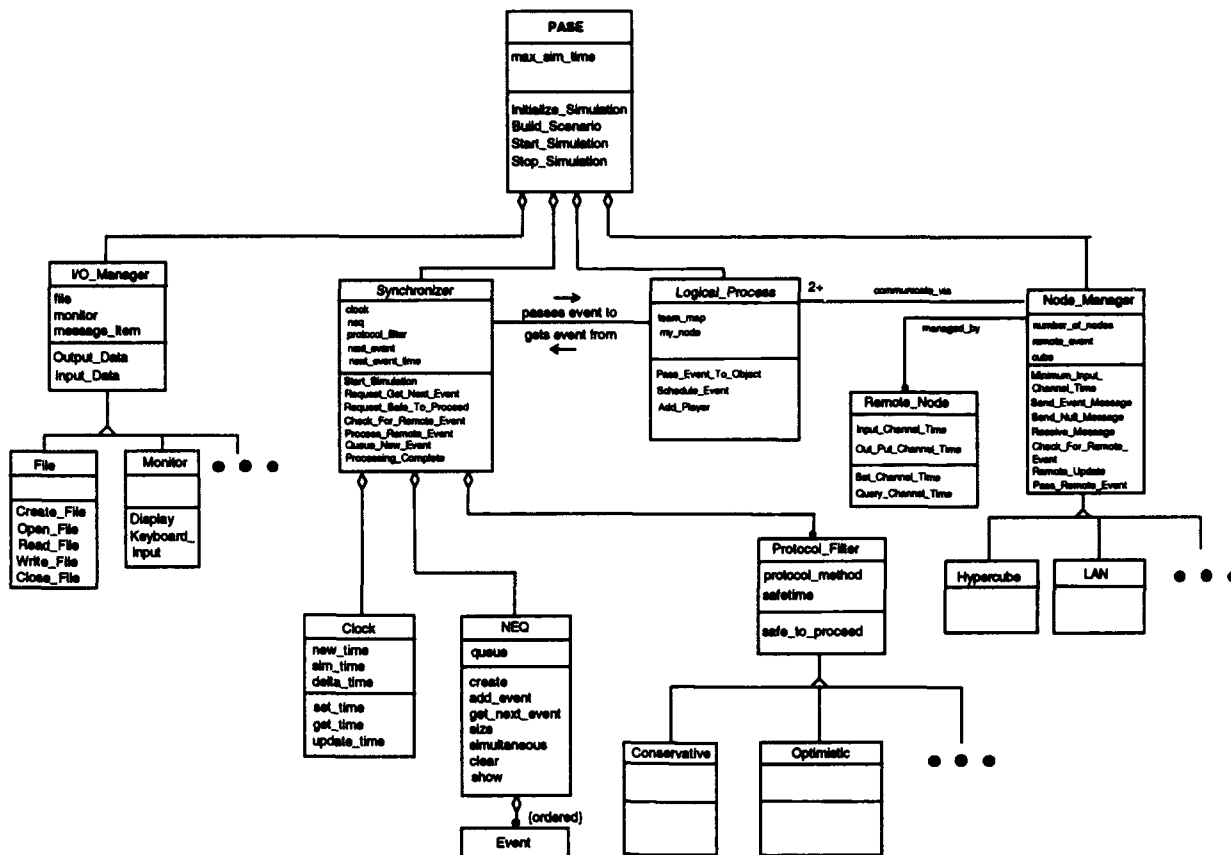 PASE
max_sim_time
Initialize_Simulation
Build_Scenario
Start_Simulation
Stop_Simulation
I/O_Manager
file
monitor
message_item
Output_Data
Input_Data
File
Create_File
Open_File
Read_File
Write_File
Close_File
Monitor
Display
Keyboard_
Input
Synchronizer
clock
neq
protocol_filter
next_event
next_event_time
Start_Simulation
Request_Get_Next_Event
Request_Safe_To_Proceed
Check_For_Remote_Event
Process_Remote_Event
Queue_New_Event
Processing_Complete
passes event to
gets event from
Logical_Process
team_map
my_node
Pass_Event_To_Object
Schedule_Event
Add_Player
2+
communicate_via
managed_by
Node_Manager
number_of_nodes
remote_event
cube
Minimum_Input_
Channel_Time
Send_Event_Message
Send_Null_Message
Receive_Message
Check_For_Remote_
Event
Remote_Update
Pass_Remote_Event
Remote_Node
Input_Channel_Time
Out_Put_Channel_Time
Set_Channel_Time
Query_Channel_Time
Hypercube
LAN
Clock
new_time
sim_time
delta_time
set_time
get_time
update_time
NEQ
queue
create
add_event
get_next_event
size
simultaneous
clear
show
{ordered}
Event
Protocol_Filter
protocol_method
safetime
safe_to_proceed
Conservative
Optimistic